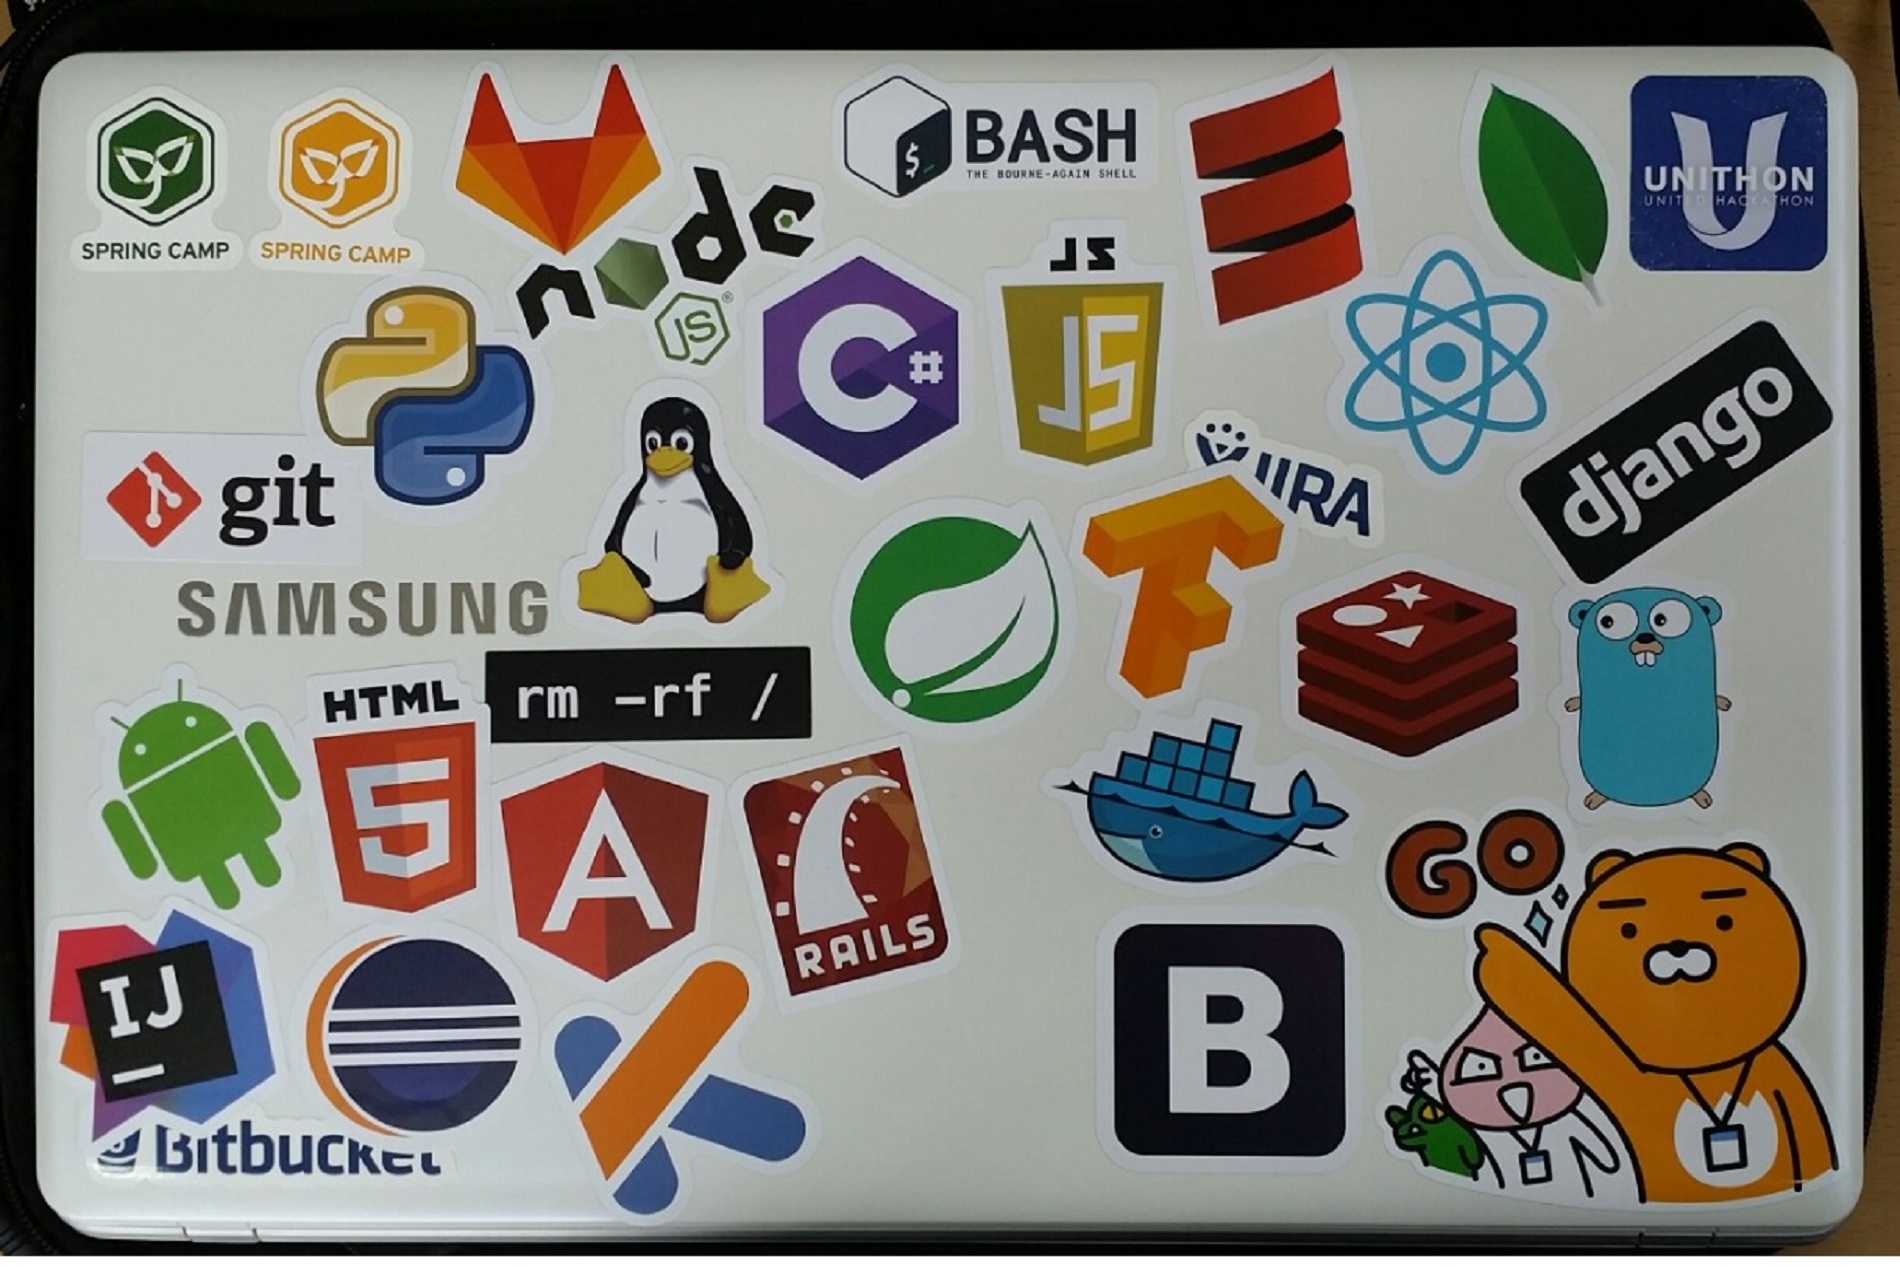 SPRING CAMP
SPRING CAMP
node
JS
®
$_
BASH
THE BOURNE-AGAIN SHELL
UNITHON
UNITED HACKATHON
C#
JS
JS
JIRA
django
git
SAMSUNG
rm -rf /
HTML
5
A
RAILS
GO
IJ
B
Bitbucket